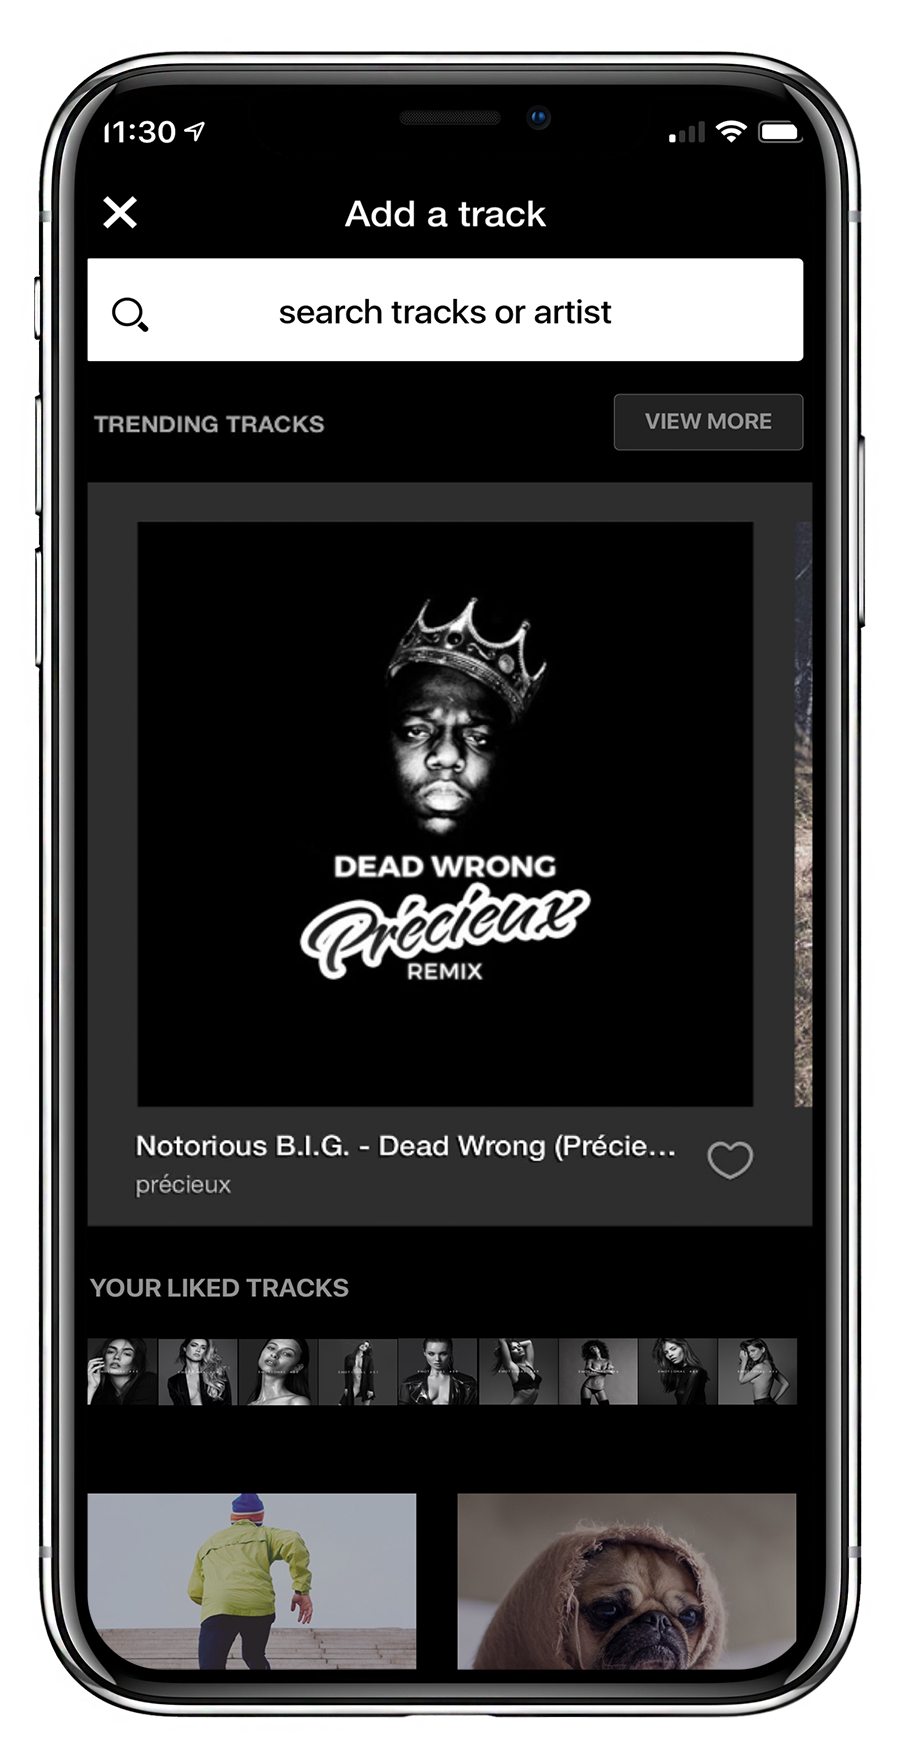 11:30
Add a track
search tracks or artist
TRENDING TRACKS
VIEW MORE
DEAD WRONG
Précieux
REMIX
Notorious B.I.G. - Dead Wrong (Précie...
précieux
YOUR LIKED TRACKS